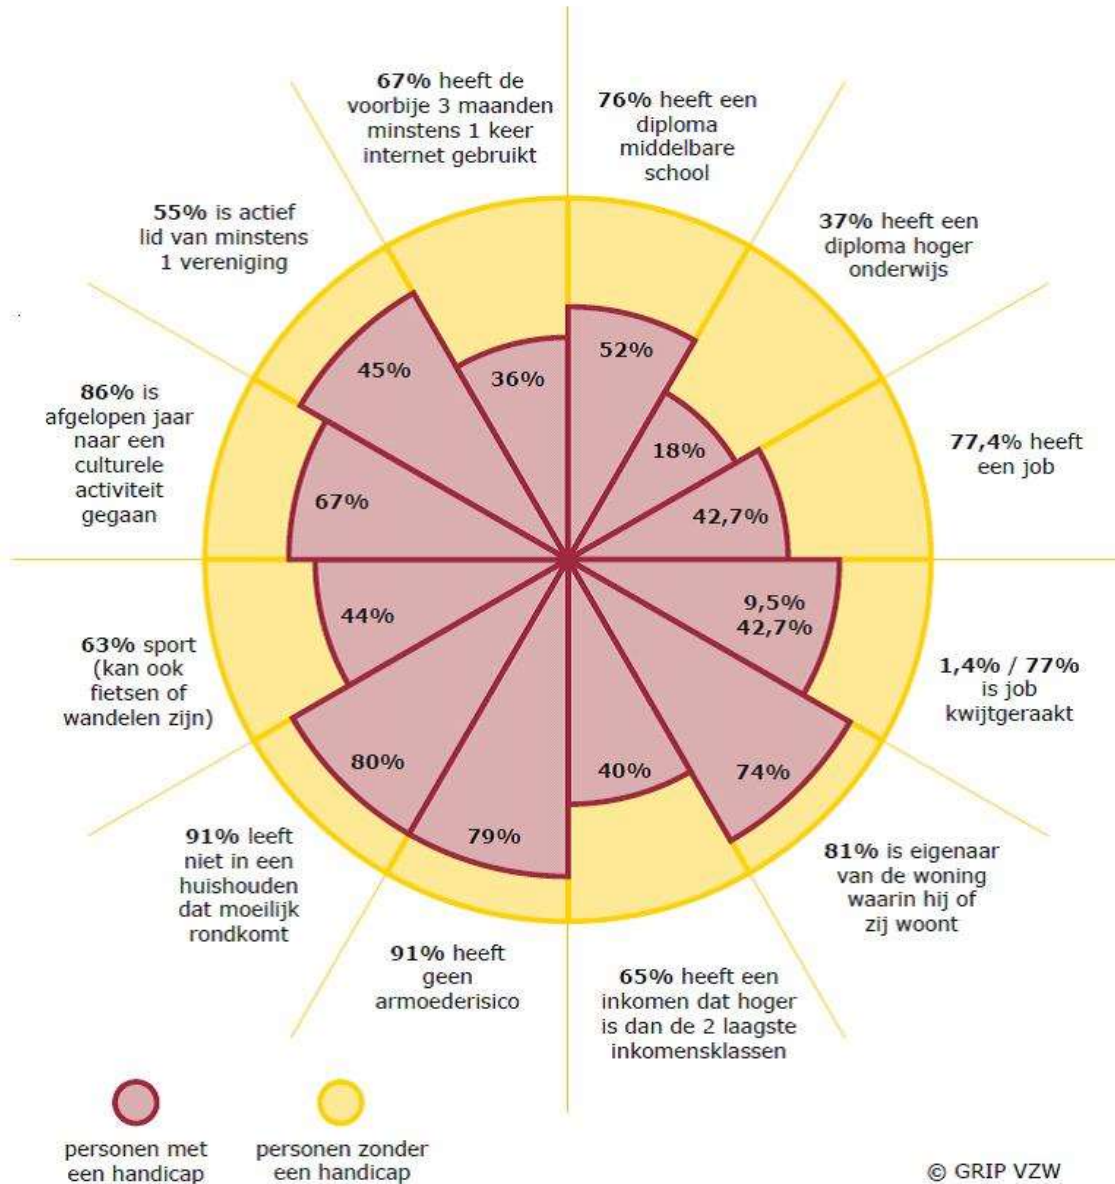 67% heeft de
voorbije 3 maanden
minstens 1 keer
internet gebruikt
76% heeft een
diploma
middelbare
school
37% heeft een
diploma hoger
onderwijs
77,4% heeft
een job
1,4% / 77%
is job
kwijtgeraakt
81% is eigenaar
van de woning
waarin hij of
zij woont
65% heeft een
inkomen dat hoger
is dan de 2 laagste
inkomensklassen
91% heeft
geen
armoederisico
91% leeft
niet in een
huishouden
dat moeilijk
rondkomt
63% sport
(kan ook
fietsen of
wandelen zijn)
86% is
afgelopen jaar
naar een
culturele
activiteit
gegaan
55% is actief
lid van minstens
1 vereniging
36%
52%
18%
42,7%
9,5%
42,7%
74%
40%
79%
80%
44%
67%
45%
personen met
een handicap
personen zonder
een handicap
© GRIP VZW